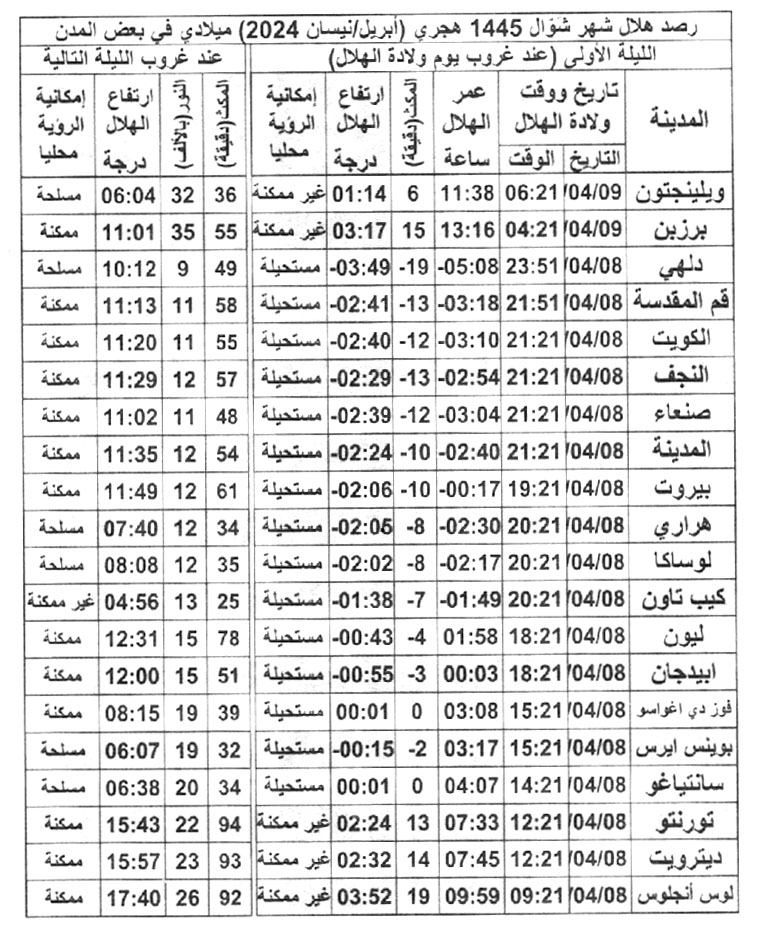 رصد هلال شهر شوّال 1445 هجري (أبريل/نيسان 2024) ميلادي في بعض المدن
الليلة الأولى (عند غروب يوم ولادة الهلال) عند غروب الليلة التالية
المدينة تاريخ ووقت ولادة الهلال عمر الهلال ساعة المكث(دقيقة) ارتفاع الهلال درجة إمكانية الرؤية محليا المكث(دقيقة) النور(بالألف) ارتفاع الهلال درجة إمكانية الرؤية محليا
التاريخ الوقت
ويلينجتون 04/09/ 06:21 11:38 6 01:14 غير ممكنة 36 32 06:04 مسلحة
برزبن 04/09/ 04:21 13:16 15 03:17 غير ممكنة 55 35 11:01 ممكنة
دلهي 04/08/ 23:51 -05:08 -19 -03:49 مستحيلة 49 9 10:12 مسلحة
قم المقدسة 04/08/ 21:51 -03:18 -13 -02:41 مستحيلة 58 11 11:13 ممكنة
الكويت 04/08/ 21:21 -03:10 -12 -02:40 مستحيلة 55 11 11:20 ممكنة
النجف 04/08/ 21:21 -02:54 -13 -02:29 مستحيلة 57 12 11:29 ممكنة
صنعاء 04/08/ 21:21 -03:04 -12 -02:39 مستحيلة 48 11 11:02 ممكنة
المدينة 04/08/ 21:21 -02:40 -10 -02:24 مستحيلة 54 12 11:35 ممكنة
بيروت 04/08/ 19:21 -00:17 -10 -02:06 مستحيلة 61 12 11:49 ممكنة
هراري 04/08/ 20:21 -02:30 -8 -02:05 مستحيلة 34 12 07:40 مسلحة
لوساكا 04/08/ 20:21 -02:17 -8 -02:02 مستحيلة 35 12 08:08 مسلحة
كيب تاون 04/08/ 20:21 -01:49 -7 -01:38 مستحيلة 25 13 04:56 غير ممكنة
ليون 04/08/ 18:21 01:58 -4 -00:43 مستحيلة 78 15 12:31 ممكنة
ابيدجان 04/08/ 18:21 00:03 -3 -00:55 مستحيلة 51 15 12:00 ممكنة
فوز دي اغواسو 04/08/ 15:21 03:08 0 00:01 مستحيلة 39 19 08:15 ممكنة
بوينس ايرس 04/08/ 15:21 03:17 -2 -00:15 مستحيلة 32 19 06:07 مسلحة
سانتياغو 04/08/ 14:21 04:07 0 00:01 مستحيلة 34 20 06:38 مسلحة
تورنتو 04/08/ 12:21 07:33 13 02:24 غير ممكنة 94 22 15:43 ممكنة
ديترويت 04/08/ 12:21 07:45 14 02:32 غير ممكنة 93 23 15:57 ممكنة
لوس أنجلوس 04/08/ 09:21 09:59 19 03:52 غير ممكنة 92 26 17:40 ممكنة